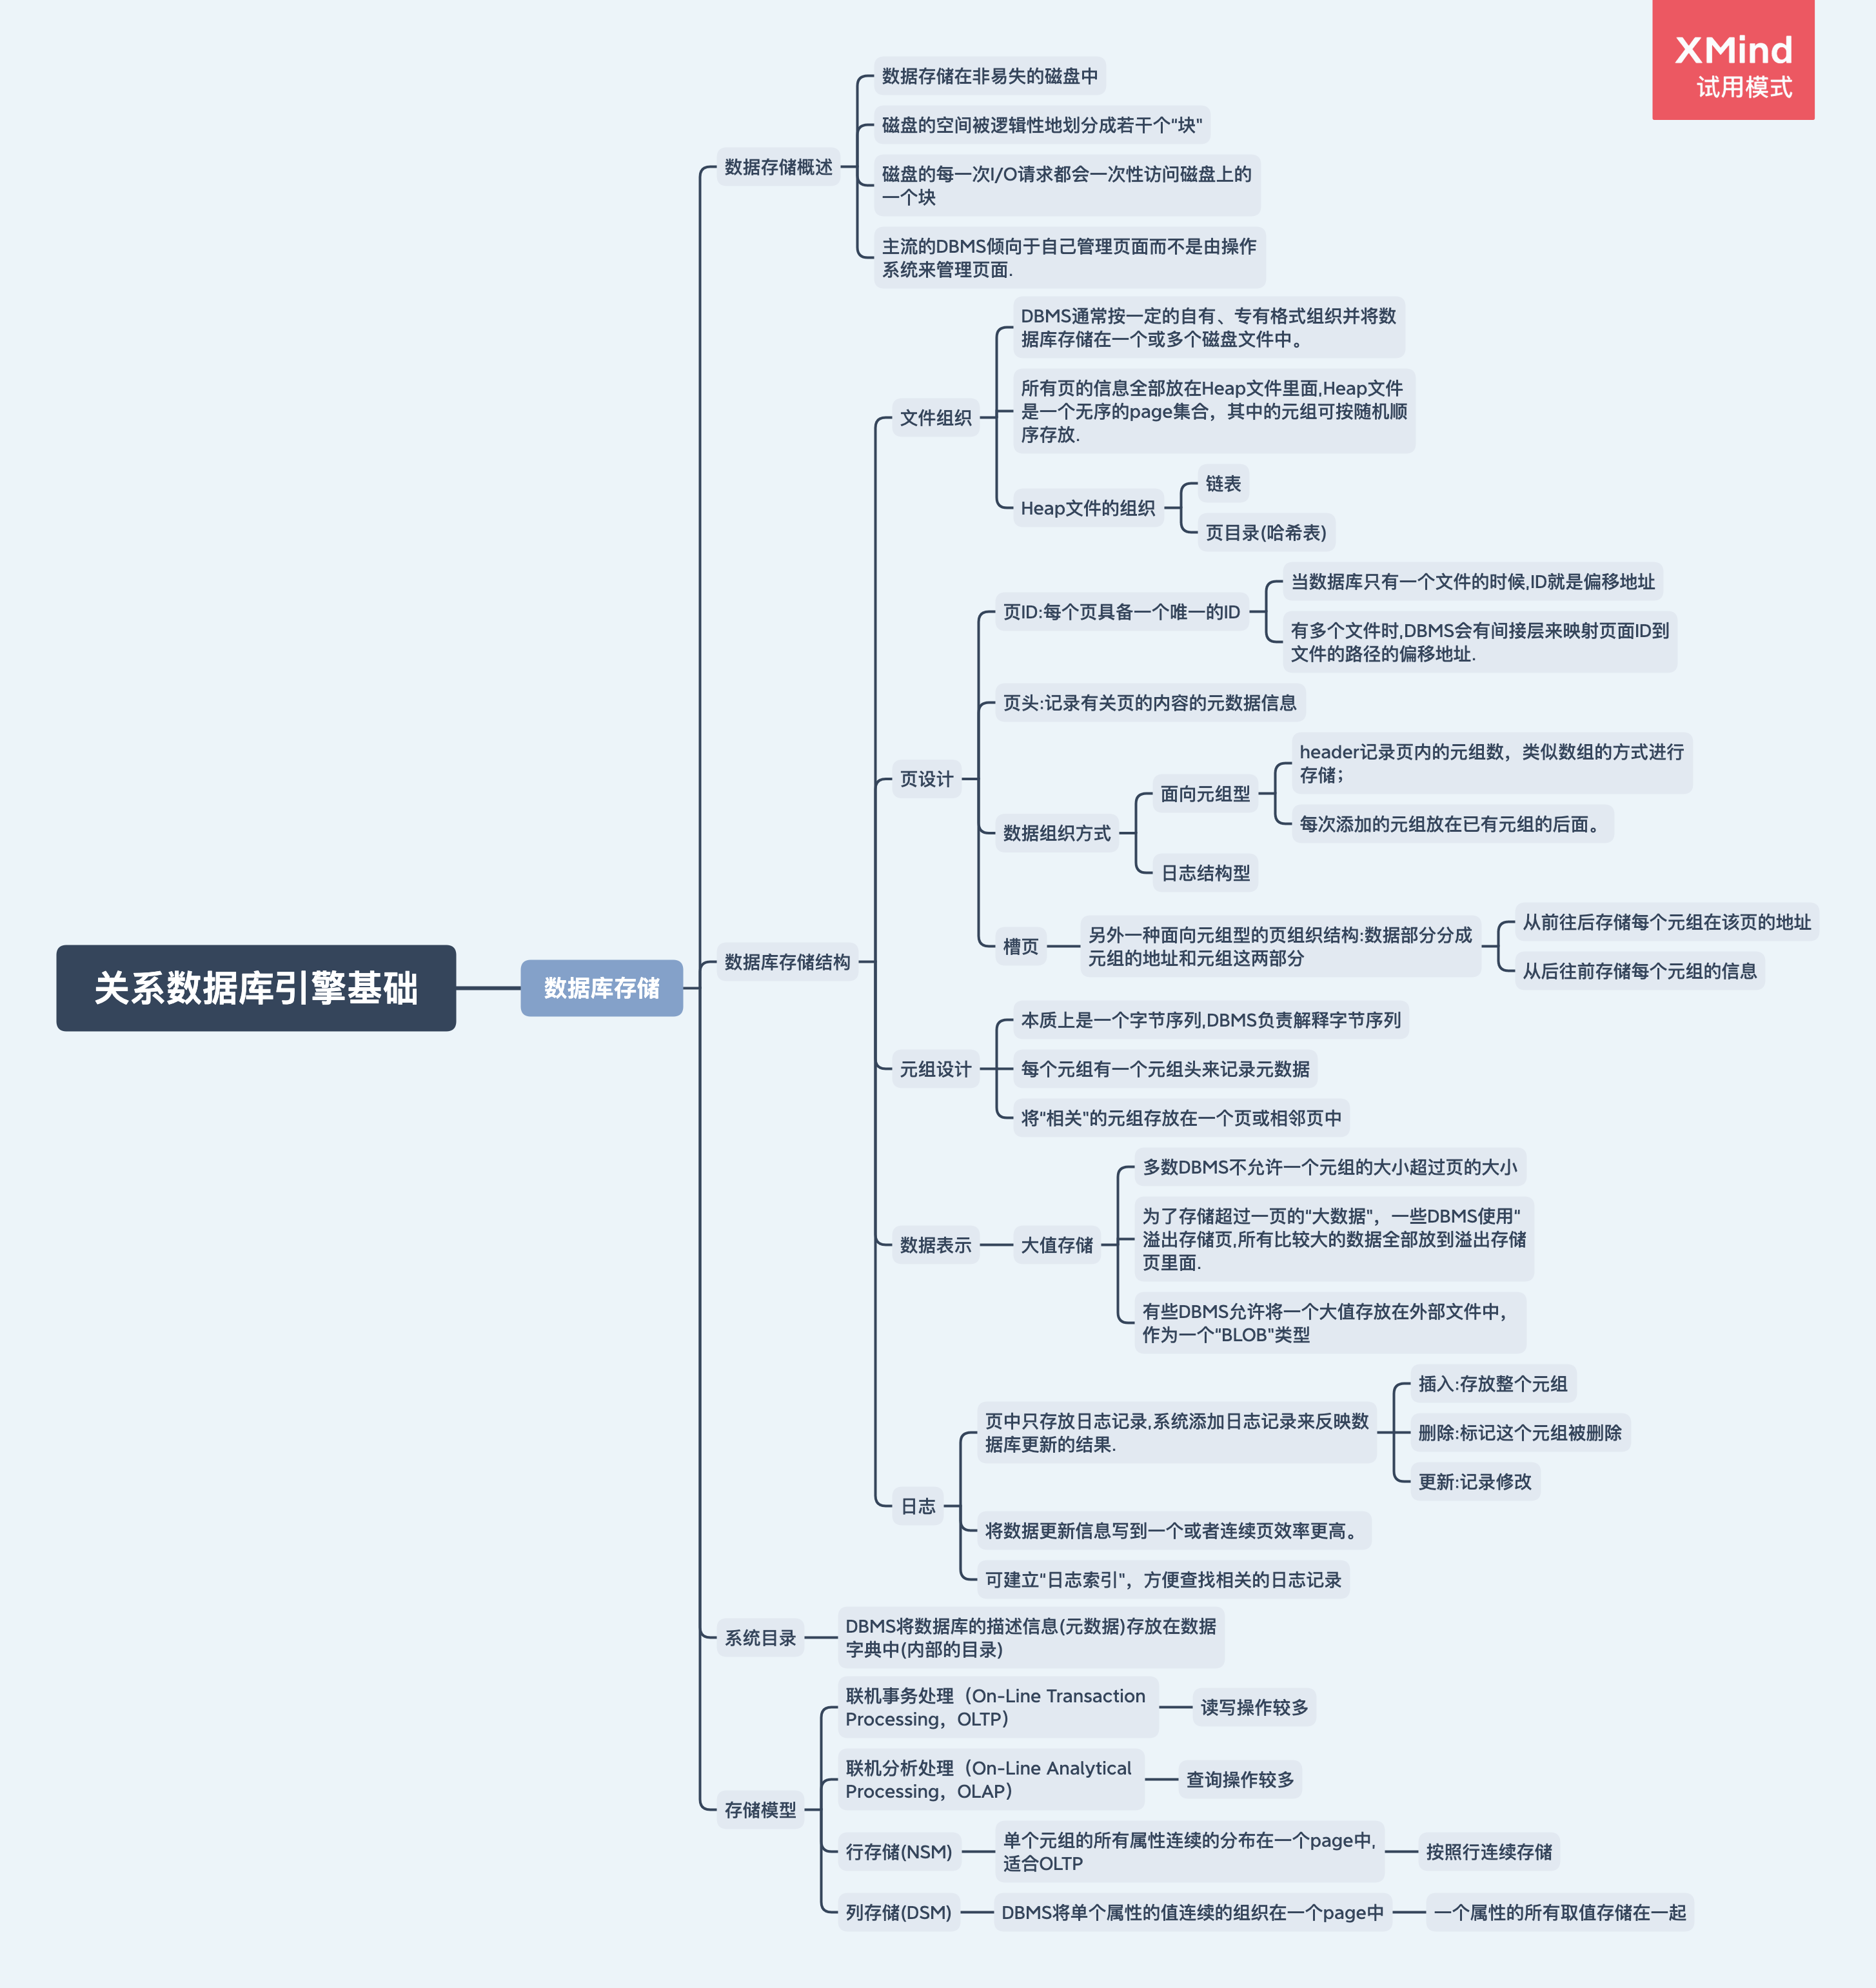 XMind
试用模式
关系数据库引擎基础
数据库存储
数据存储概述
数据存储在非易失的磁盘中
磁盘的空间被逻辑性地划分成若干个"块"
磁盘的每一次I/O请求都会一次性访问磁盘上的
一个块
主流的DBMS倾向于自己管理页面而不是由操作
系统来管理页面.
数据库存储结构
文件组织
DBMS通常按一定的自有、专有格式组织并将数
据库存储在一个或多个磁盘文件中。
所有页的信息全部放在Heap文件里面,Heap文件
是一个无序的page集合，其中的元组可按随机顺
序存放.
Heap文件的组织
链表
页目录(哈希表)
页设计
页ID:每个页具备一个唯一的ID
当数据库只有一个文件的时候,ID就是偏移地址
有多个文件时,DBMS会有间接层来映射页面ID到
文件的路径的偏移地址.
页头:记录有关页的内容的元数据信息
数据组织方式
面向元组型
header记录页内的元组数，类似数组的方式进行
存储；
每次添加的元组放在已有元组的后面。
日志结构型
槽页
另外一种面向元组型的页组织结构:数据部分分成
元组的地址和元组这两部分
从前往后存储每个元组在该页的地址
从后往前存储每个元组的信息
元组设计
本质上是一个字节序列,DBMS负责解释字节序列
每个元组有一个元组头来记录元数据
将"相关"的元组存放在一个页或相邻页中
数据表示
大值存储
多数DBMS不允许一个元组的大小超过页的大小
为了存储超过一页的"大数据"，一些DBMS使用"
溢出存储页,所有比较大的数据全部放到溢出存储
页里面.
有些DBMS允许将一个大值存放在外部文件中，
作为一个"BLOB"类型
日志
页中只存放日志记录,系统添加日志记录来反映数
据库更新的结果.
插入:存放整个元组
删除:标记这个元组被删除
更新:记录修改
将数据更新信息写到一个或者连续页效率更高。
可建立"日志索引"，方便查找相关的日志记录
系统目录
DBMS将数据库的描述信息(元数据)存放在数据
字典中(内部的目录)
存储模型
联机事务处理（On-Line Transaction
Processing，OLTP）
读写操作较多
联机分析处理（On-Line Analytical
Processing，OLAP）
查询操作较多
行存储(NSM)
单个元组的所有属性连续的分布在一个page中,
适合OLTP
按照行连续存储
列存储(DSM)
DBMS将单个属性的值连续的组织在一个page中
一个属性的所有取值存储在一起